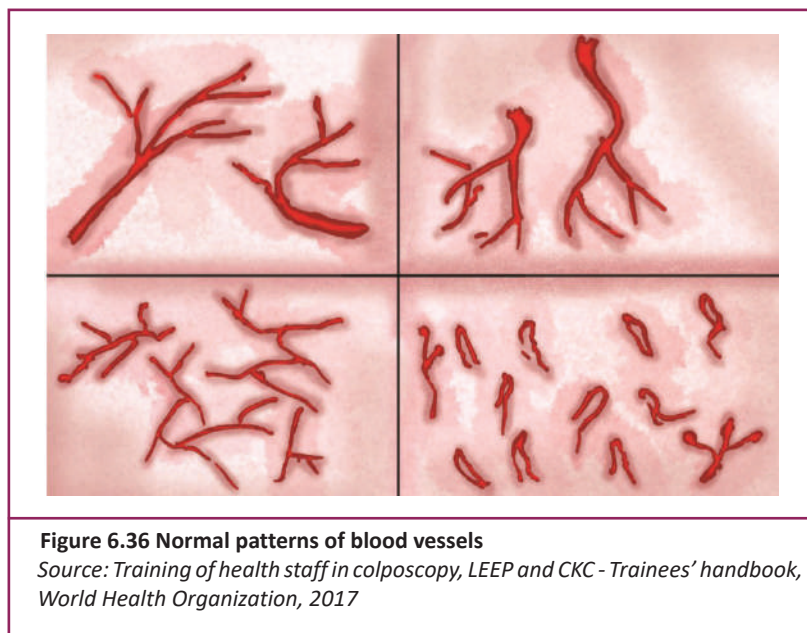 Figure 6.36 Normal patterns of blood vessels
Source: Training of health staff in colposcopy, LEEP and CKC - Trainees’ handbook,
World Health Organization, 2017